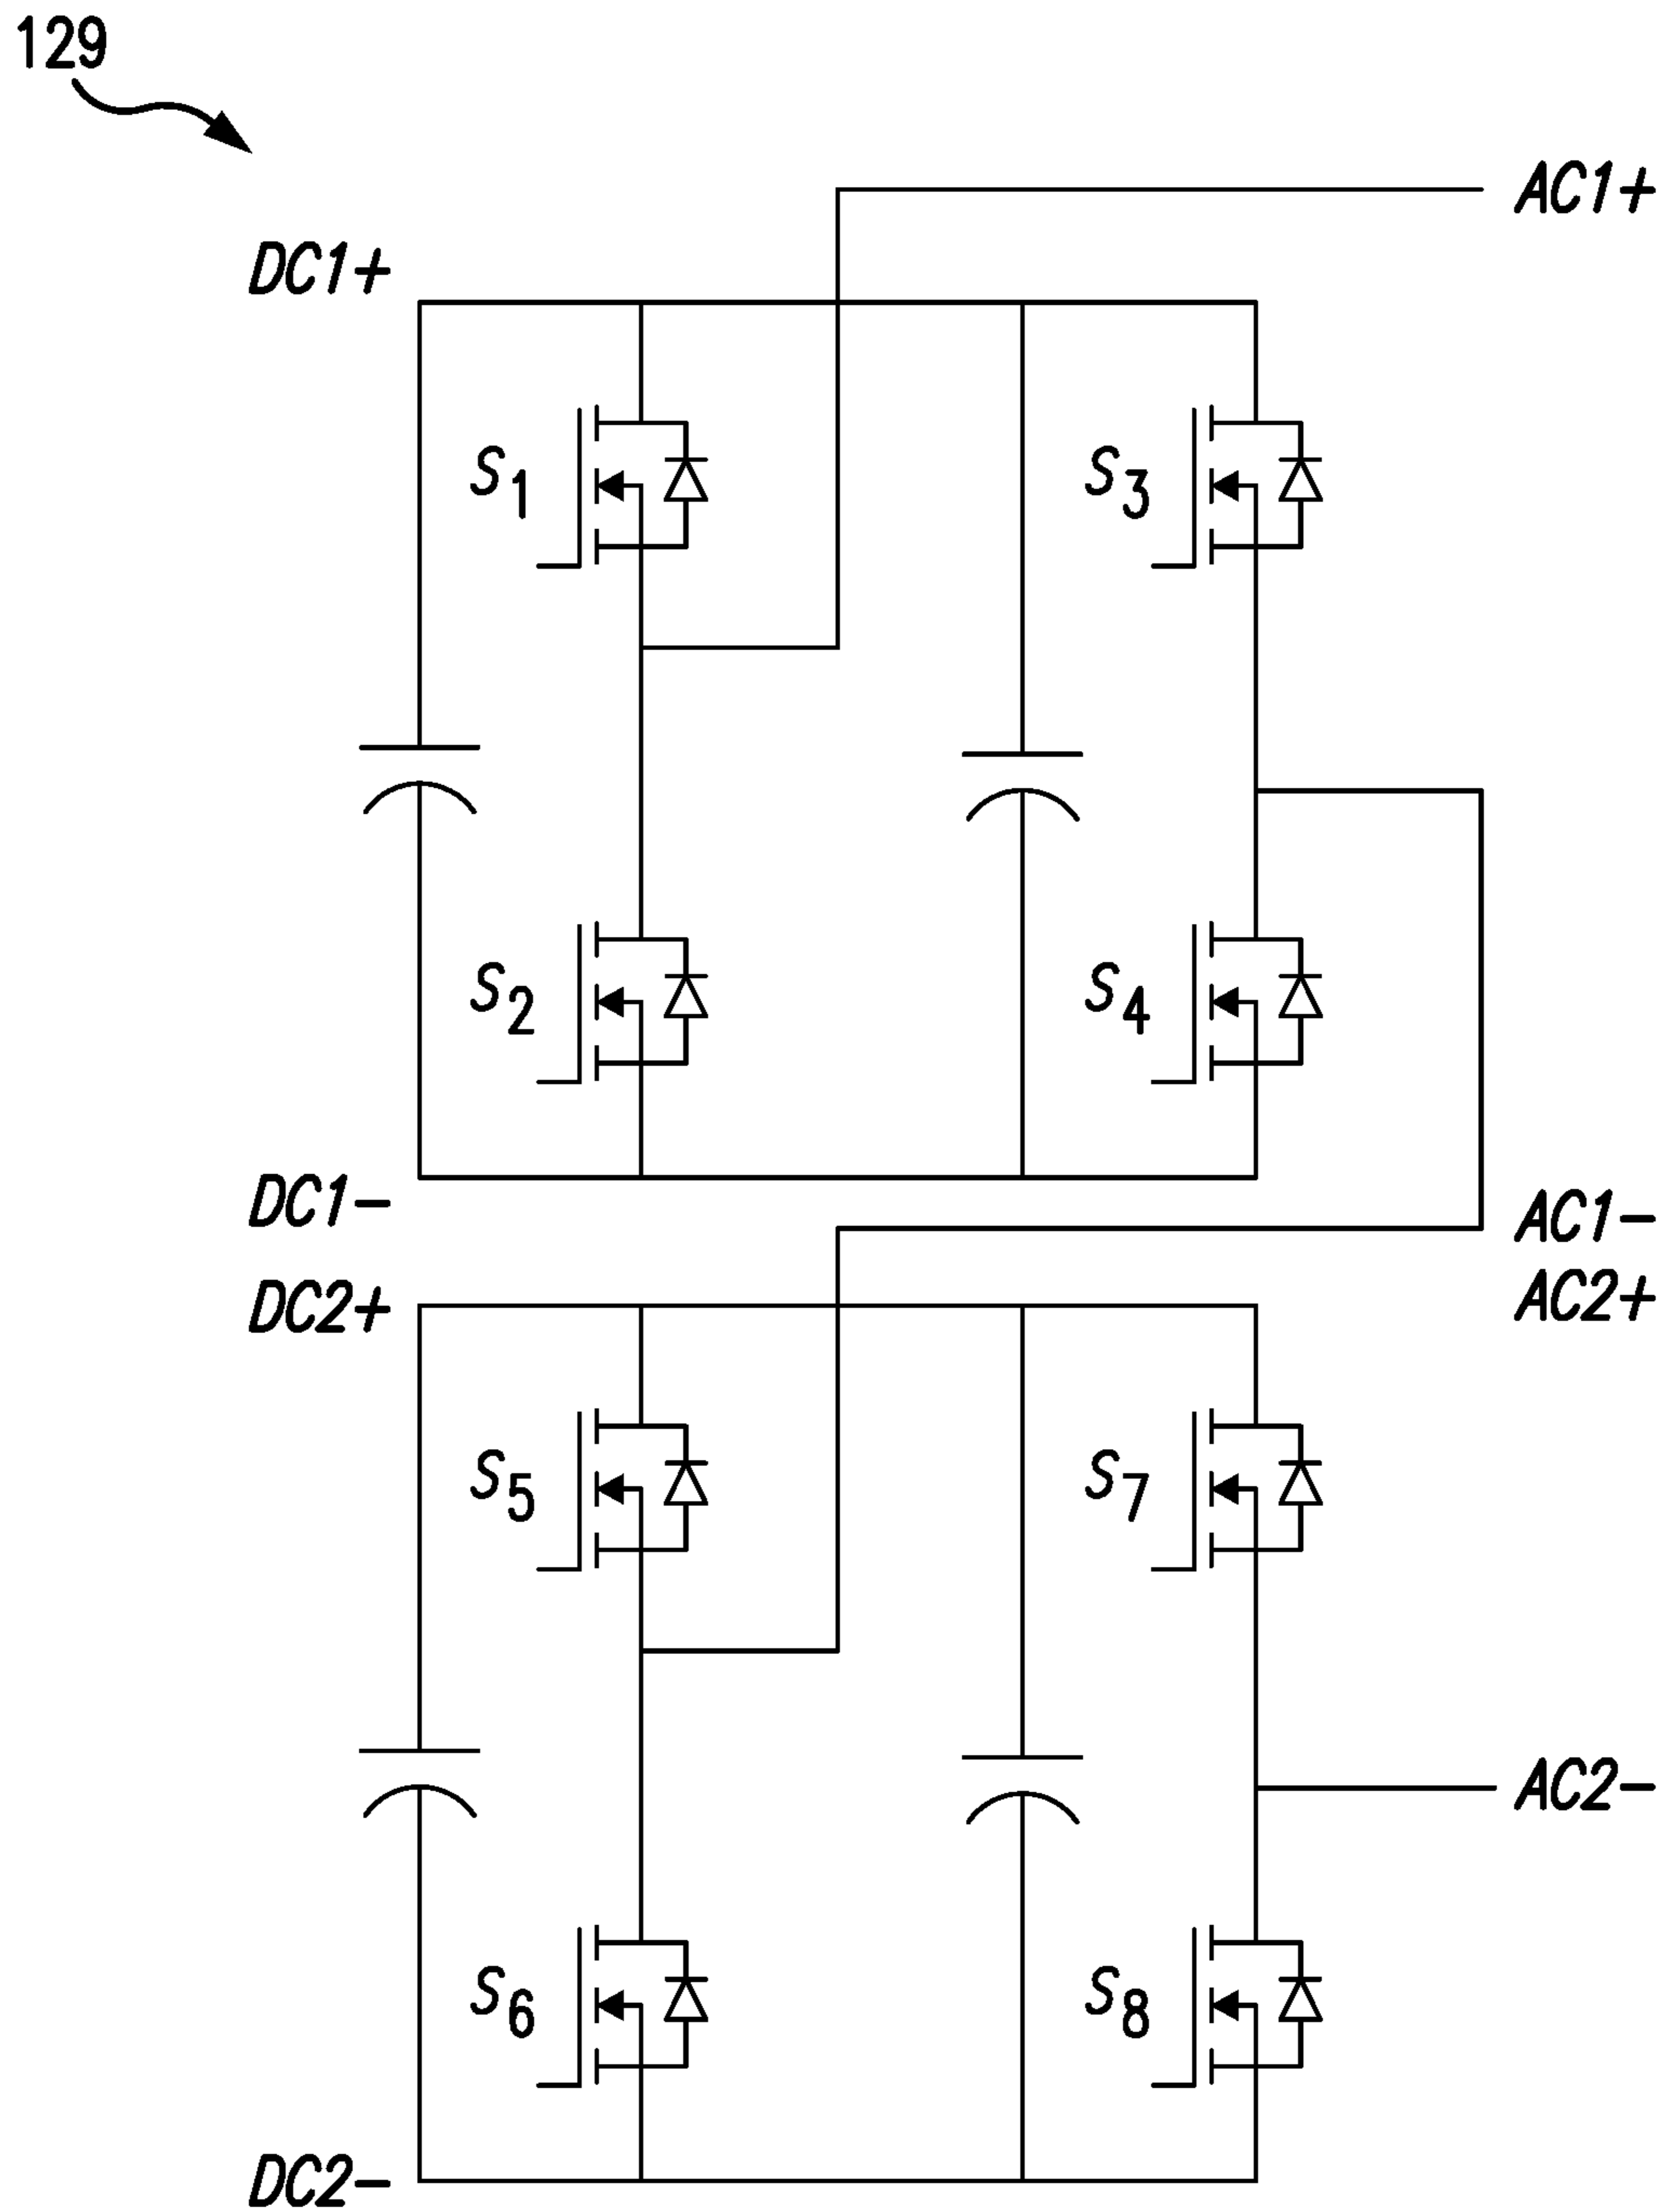 129
AC1+
DC1+
S1
S3
S2
S4
DC1-
AC1-
DC2+
AC2+
S5
S7
AC2-
S6
S8
DC2-